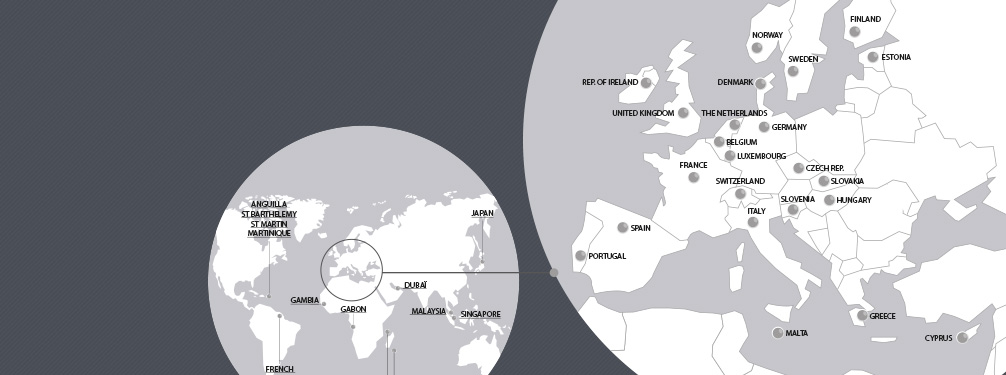 FINLAND
NORWAY
SWEDEN
ESTONIA
REP. OF IRELAND
DENMARK
UNITED KINGDOM
THE NETHERLANDS
GERMANY
BELGIUM
LUXEMBOURG
FRANCE
CZECH REP.
SWITZERLAND
SLOVAKIA
SLOVENIA
HUNGARY
ITALY
SPAIN
PORTUGAL
GREECE
MALTA
CYPRUS
ANGUILLA
ST BARTHELEMY
ST MARTIN
MARTINIQUE
JAPAN
DUBAÏ
GAMBIA
GABON
MALAYSIA
SINGAPORE
FRENCH